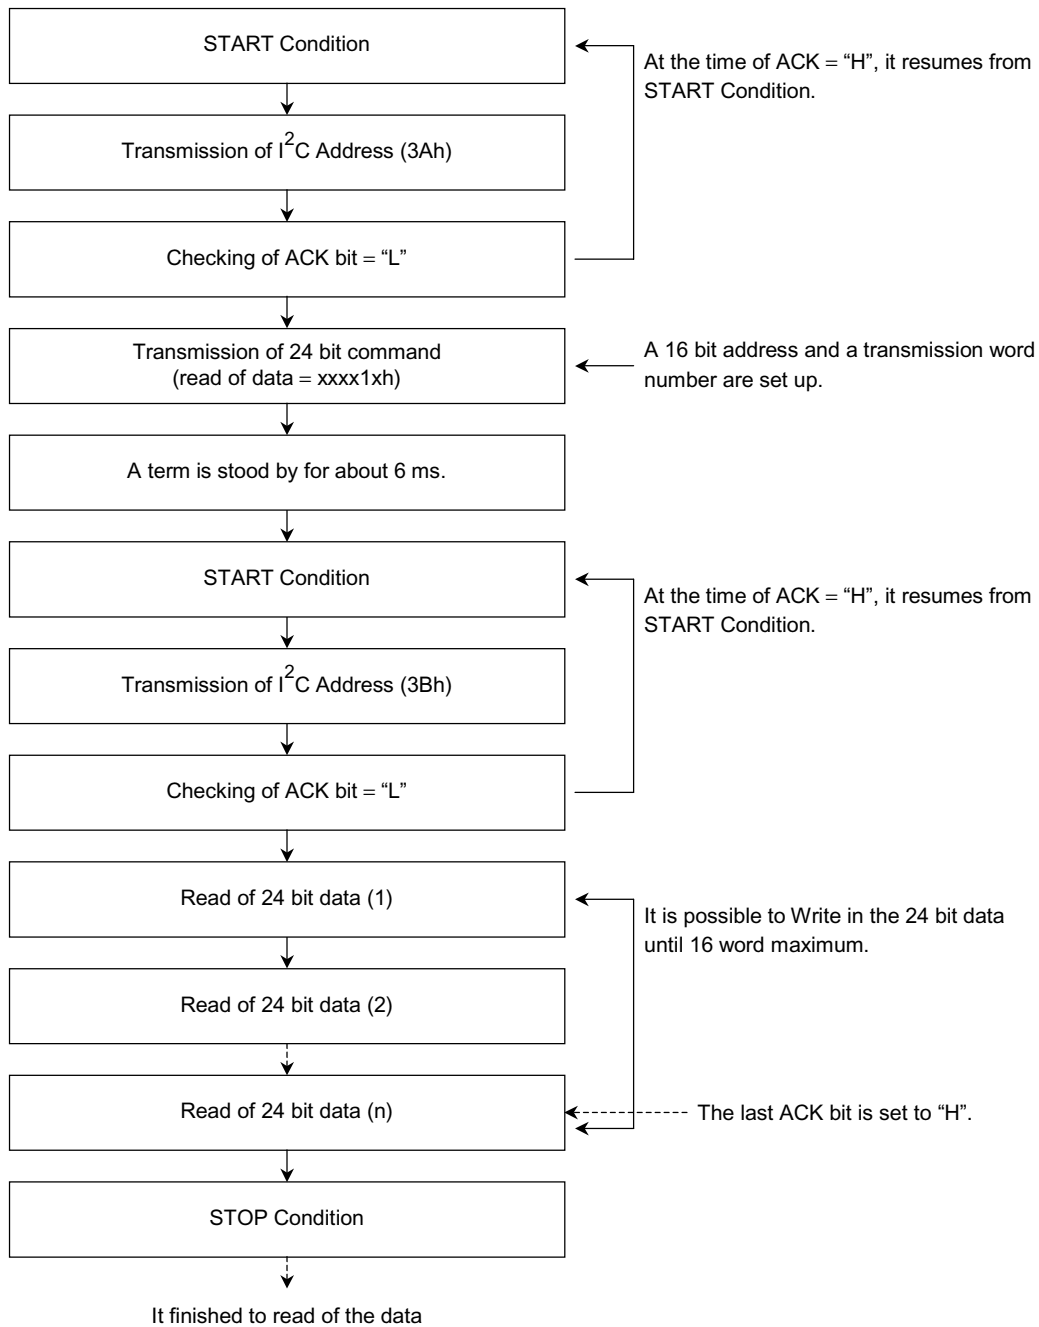 START Condition
At the time of ACK = “H”, it resumes from
START Condition.
Transmission of I²C Address (3Ah)
Checking of ACK bit = “L”
Transmission of 24 bit command
(read of data = xxxx1xh)
A 16 bit address and a transmission word
number are set up.
A term is stood by for about 6 ms.
START Condition
At the time of ACK = “H”, it resumes from
START Condition.
Transmission of I²C Address (3Bh)
Checking of ACK bit = “L”
Read of 24 bit data (1)
It is possible to Write in the 24 bit data
until 16 word maximum.
Read of 24 bit data (2)
Read of 24 bit data (n)
The last ACK bit is set to “H”.
STOP Condition
It finished to read of the data